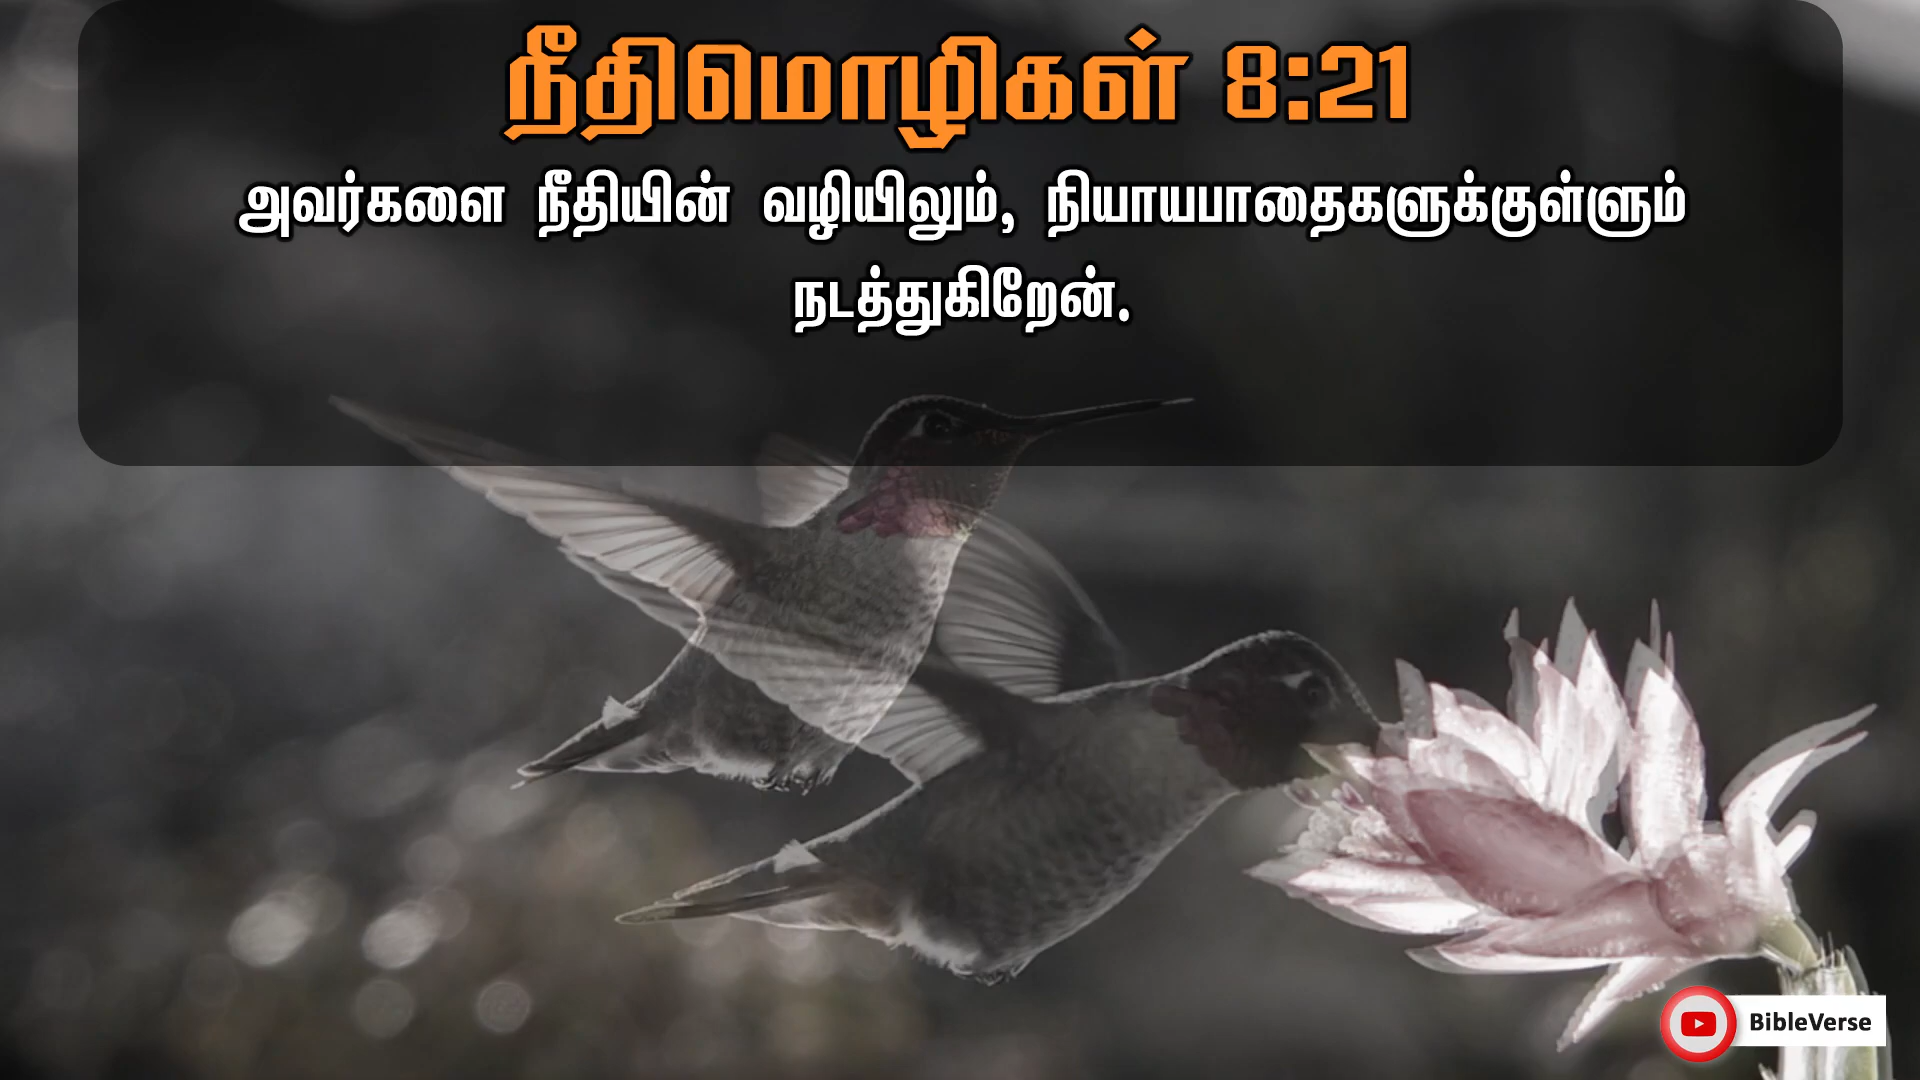 நீதிமொழிகள் 8:21
அவர்களை நீதியின் வழியிலும், நியாயபாதைகளுக்குள்ளும்
நடத்துகிறேன்.
BibleVerse